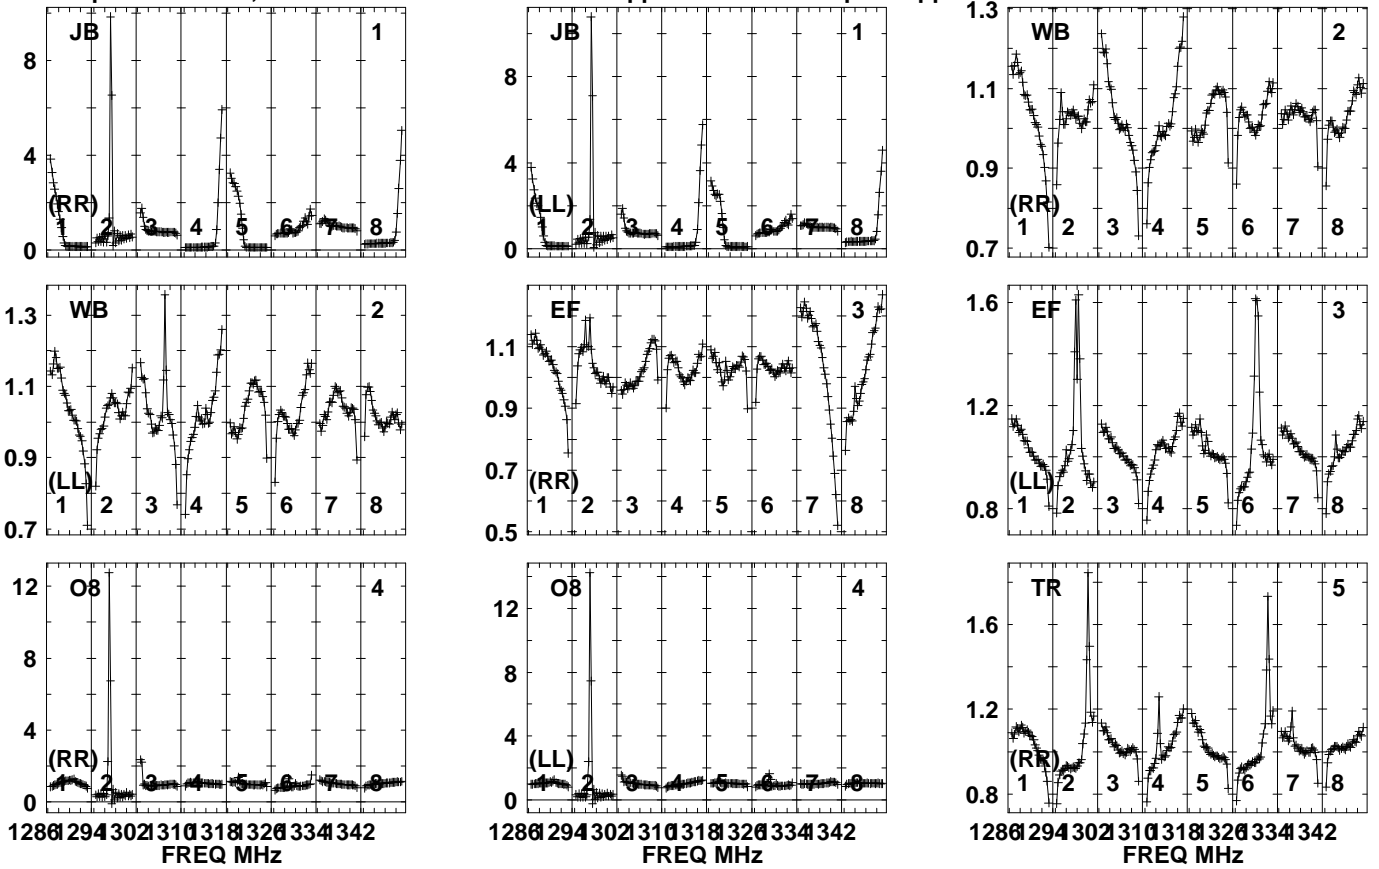 JB 1
8
4
0
(RR)
1 2 3 4 5 6 7 8
JB 1
8
4
0
(LL)
1 2 3 4 5 6 7 8
WB 2
1.3
1.1
0.9
0.7
(RR)
1 2 3 4 5 6 7 8
WB 2
1.3
1.1
0.9
0.7
(LL)
1 2 3 4 5 6 7 8
EF 3
1.1
0.9
0.7
0.5
(RR)
1 2 3 4 5 6 7 8
EF 3
1.6
1.2
0.8
(LL)
1 2 3 4 5 6 7 8
O8 4
12
8
4
0
(RR)
1 2 3 4 5 6 7 8
1286 1294 1302 1310 1318 1326 1334 1342
FREQ MHz
O8 4
12
8
4
0
(LL)
1 2 3 4 5 6 7 8
1286 1294 1302 1310 1318 1326 1334 1342
FREQ MHz
TR 5
1.6
1.2
0.8
(RR)
1 2 3 4 5 6 7 8
1286 1294 1302 1310 1318 1326 1334 1342
FREQ MHz